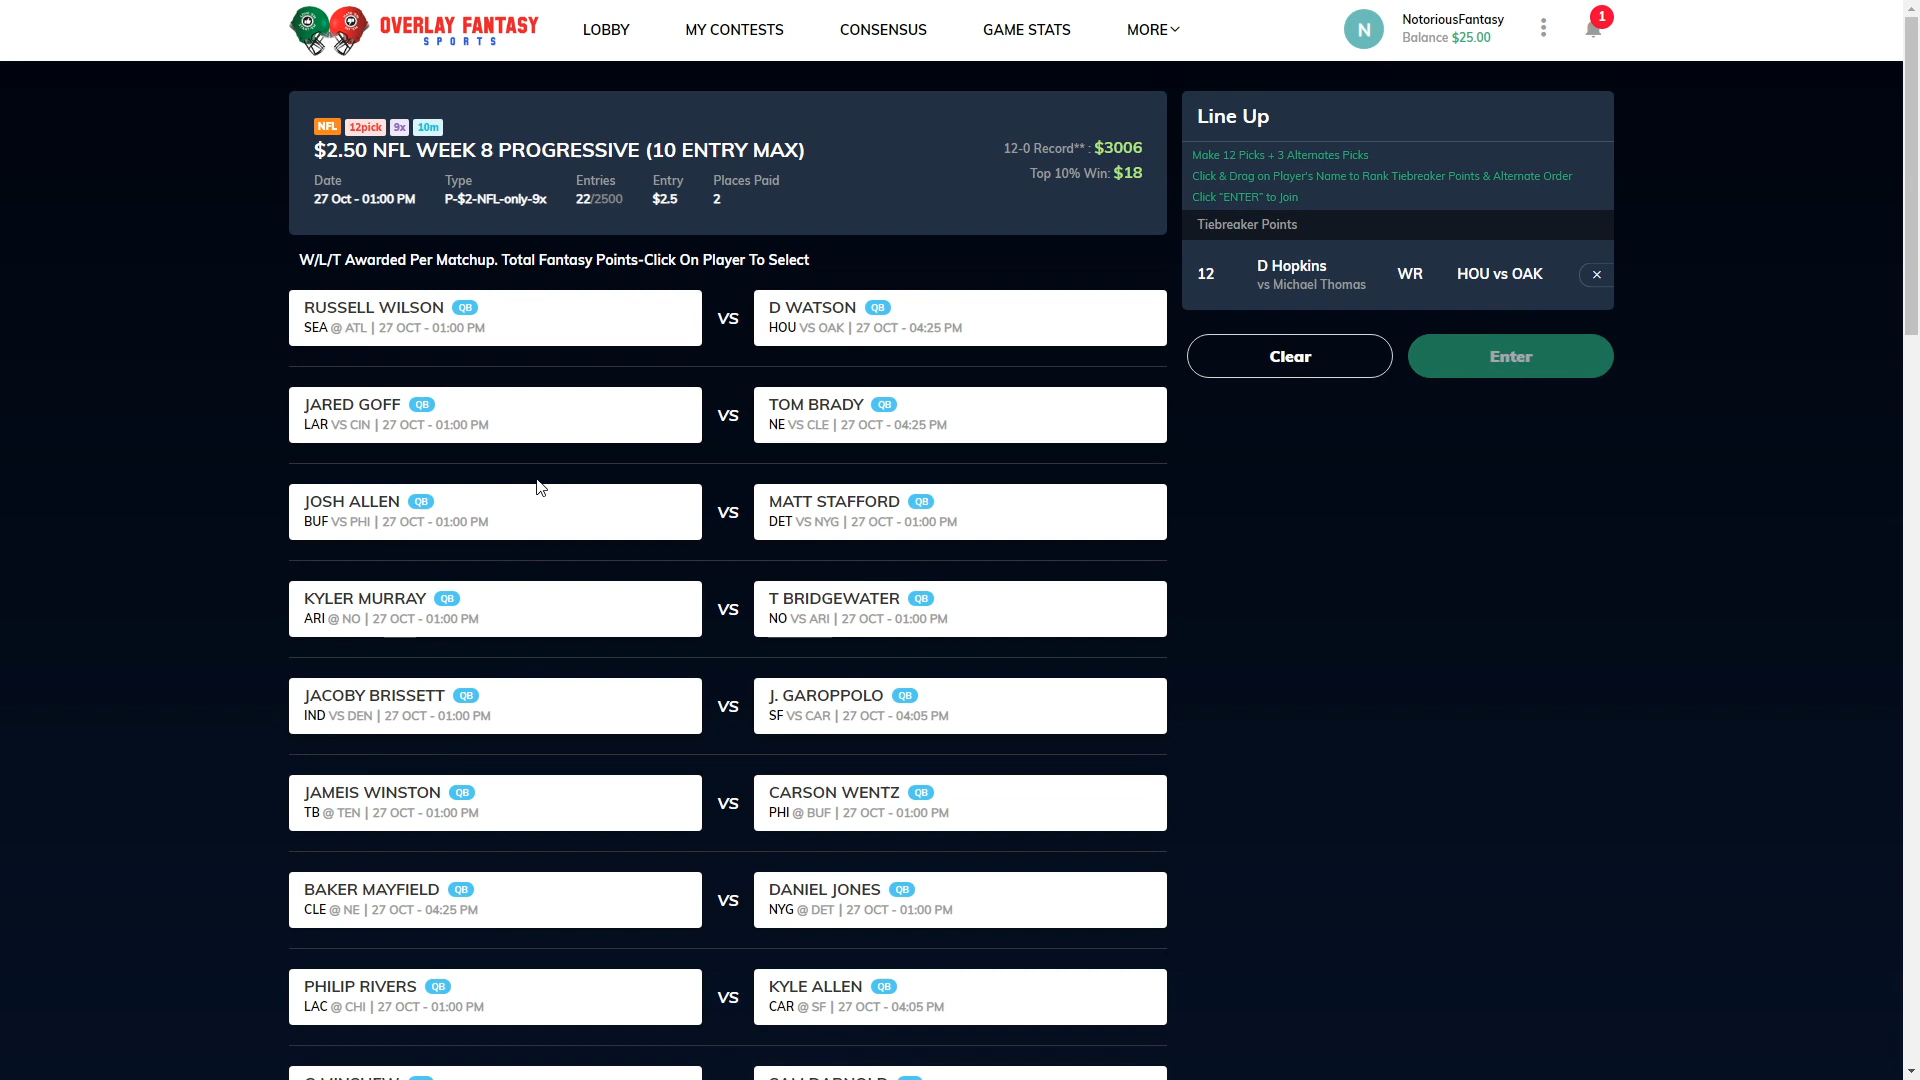 OVERLAY FANTASY
SPORTS
LOBBY
MY CONTESTS
CONSENSUS
GAME STATS
MORE
N
NotoriousFantasy
Balance $25.00
1
NFL 12pick 9x 10m
$2.50 NFL WEEK 8 PROGRESSIVE (10 ENTRY MAX)
12-0 Record** : $3006
Top 10% Win: $18
Date Type Entries Entry Places Paid
27 Oct - 01:00 PM P-$2-NFL-only-9x 22/2500 $2.5 2
W/L/T Awarded Per Matchup. Total Fantasy Points-Click On Player To Select
RUSSELL WILSON QB
SEA @ ATL | 27 OCT - 01:00 PM
VS
D WATSON QB
HOU VS OAK | 27 OCT - 04:25 PM
JARED GOFF QB
LAR VS CIN | 27 OCT - 01:00 PM
VS
TOM BRADY QB
NE VS CLE | 27 OCT - 04:25 PM
JOSH ALLEN QB
BUF VS PHI | 27 OCT - 01:00 PM
VS
MATT STAFFORD QB
DET VS NYG | 27 OCT - 01:00 PM
KYLER MURRAY QB
ARI @ NO | 27 OCT - 01:00 PM
VS
T BRIDGEWATER QB
NO VS ARI | 27 OCT - 01:00 PM
JACOBY BRISSETT QB
IND VS DEN | 27 OCT - 01:00 PM
VS
J. GAROPPOLO QB
SF VS CAR | 27 OCT - 04:05 PM
JAMEIS WINSTON QB
TB @ TEN | 27 OCT - 01:00 PM
VS
CARSON WENTZ QB
PHI @ BUF | 27 OCT - 01:00 PM
BAKER MAYFIELD QB
CLE @ NE | 27 OCT - 04:25 PM
VS
DANIEL JONES QB
NYG @ DET | 27 OCT - 01:00 PM
PHILIP RIVERS QB
LAC @ CHI | 27 OCT - 01:00 PM
VS
KYLE ALLEN QB
CAR @ SF | 27 OCT - 04:05 PM
Line Up
Make 12 Picks + 3 Alternates Picks
Click & Drag on Player's Name to Rank Tiebreaker Points & Alternate Order
Click "ENTER" to Join
Tiebreaker Points
12 D Hopkins WR HOU vs OAK
vs Michael Thomas
Clear
Enter